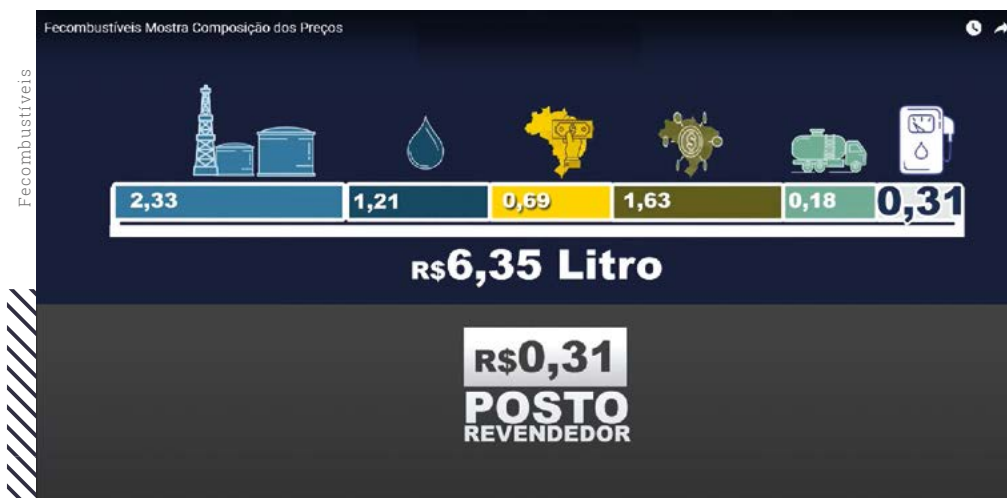 Fecombustíveis Mostra Composição dos Preços
Fecombustíveis
2,33 1,21 0,69 1,63 0,18 0,31
R$6,35 Litro
R$0,31
POSTO
REVENDEDOR